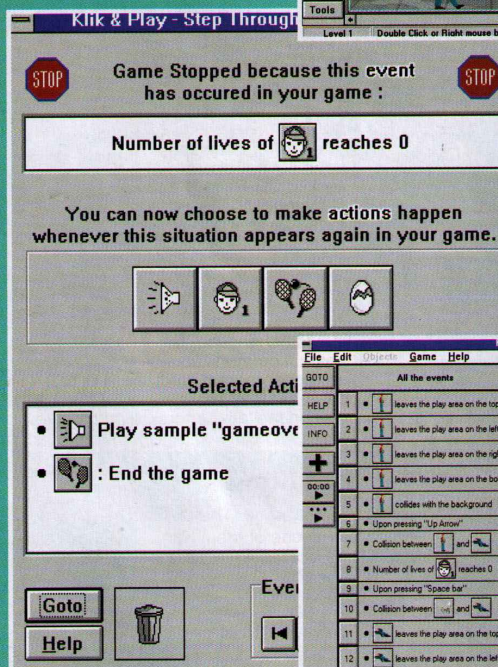 Klik & Play - Step Through
Tools
Level 1 Double Click or Right mouse b
STOP
Game Stopped because this event
has occured in your game :
STOP
Number of lives of 1 reaches 0
You can now choose to make actions happen
whenever this situation appears again in your game.
1
Selected Acti
• Play sample "gameove
• : End the game
Goto
Help
Eve
File Edit Objects Game Help
GOTO
HELP
INFO
00:00
All the events
1 • leaves the play area on the top
2 • leaves the play area on the left
3 • leaves the play area on the rig
4 • leaves the play area on the bo
5 • collides with the background
6 • Upon pressing "Up Arrow"
7 • Collision between and
8 • Number of lives of reaches 0
9 • Upon pressing "Space bar"
10 • Collision between and
11 • leaves the play area on the top
12 • leaves the play area on the left